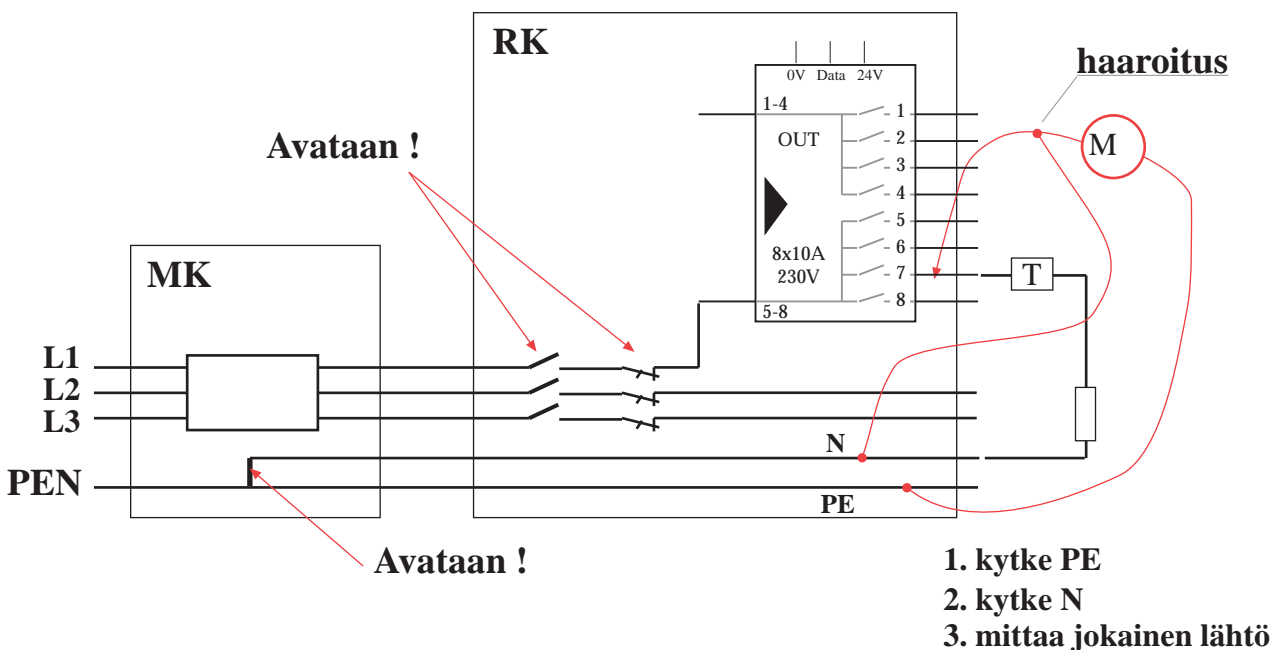 RK
haaroitus
0V Data 24V
1-4
1
OUT
2
M
3
4
Avataan !
5
6
8x10A
7
230V
T
8
5-8
MK
L1
L2
L3
N
PEN
PE
Avataan !
1. kytke PE
2. kytke N
3. mittaa jokainen lähtö